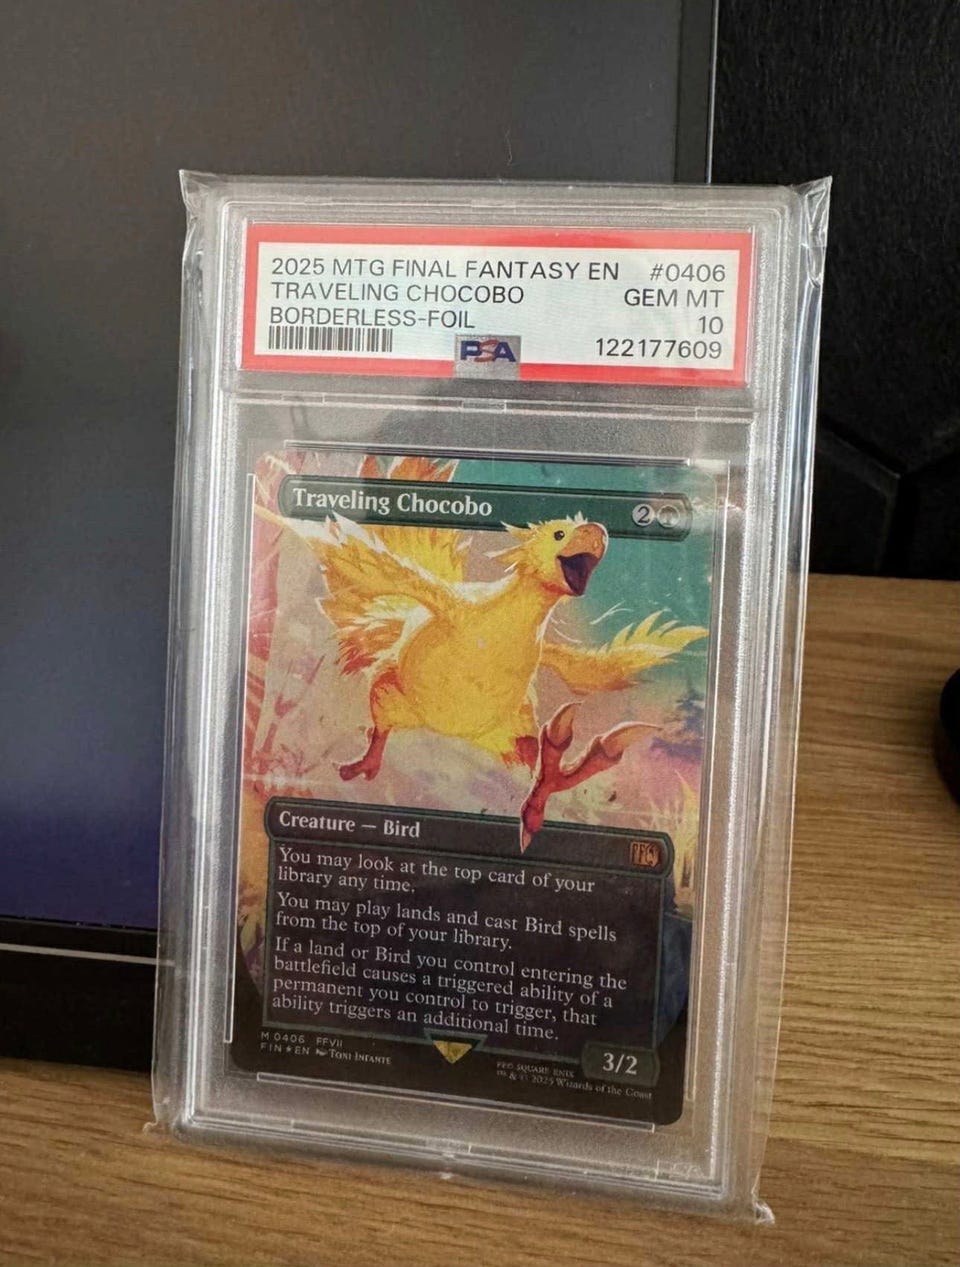 2025 MTG FINAL FANTASY EN #0406
TRAVELING CHOCOBO GEM MT
BORDERLESS-FOIL 10
PSA 122177609
Traveling Chocobo 2
Creature — Bird
You may look at the top card of your
library any time.
You may play lands and cast Bird spells
from the top of your library.
If a land or Bird you control entering the
battlefield causes a triggered ability of a
permanent you control to trigger, that
ability triggers an additional time.
3/2
M 0406 FFVII
FIN★EN Toni Infante
SQUARE ENIX
™ & © 2025 Wizards of the Coast